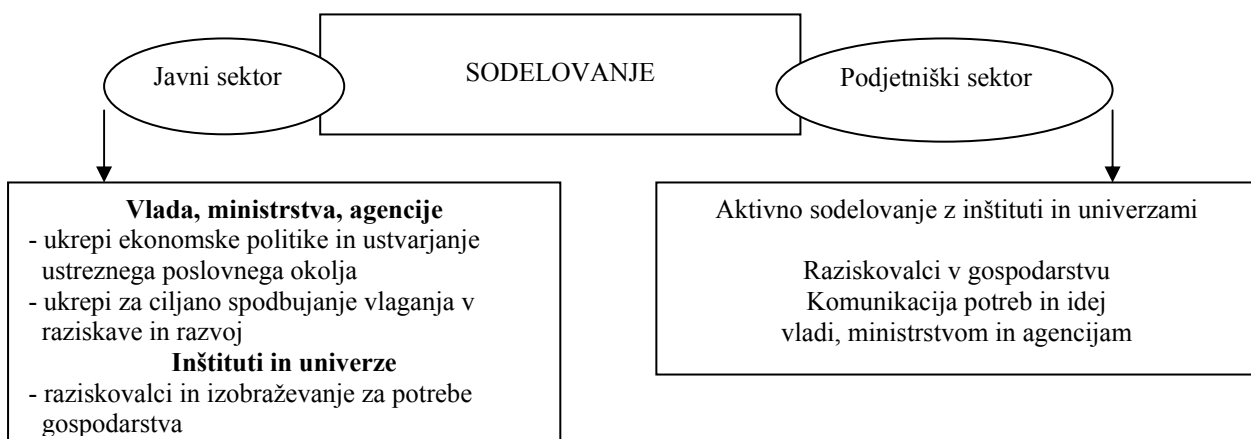 Javni sektor
SODELOVANJE
Podjetniški sektor
Vlada, ministrstva, agencije
- ukrepi ekonomske politike in ustvarjanje
ustreznega poslovnega okolja
- ukrepi za ciljano spodbujanje vlaganja v
raziskave in razvoj
Inštituti in univerze
- raziskovalci in izobraževanje za potrebe
gospodarstva
Aktivno sodelovanje z inštituti in univerzami
Raziskovalci v gospodarstvu
Komunikacija potreb in idej
vladi, ministrstvom in agencijam